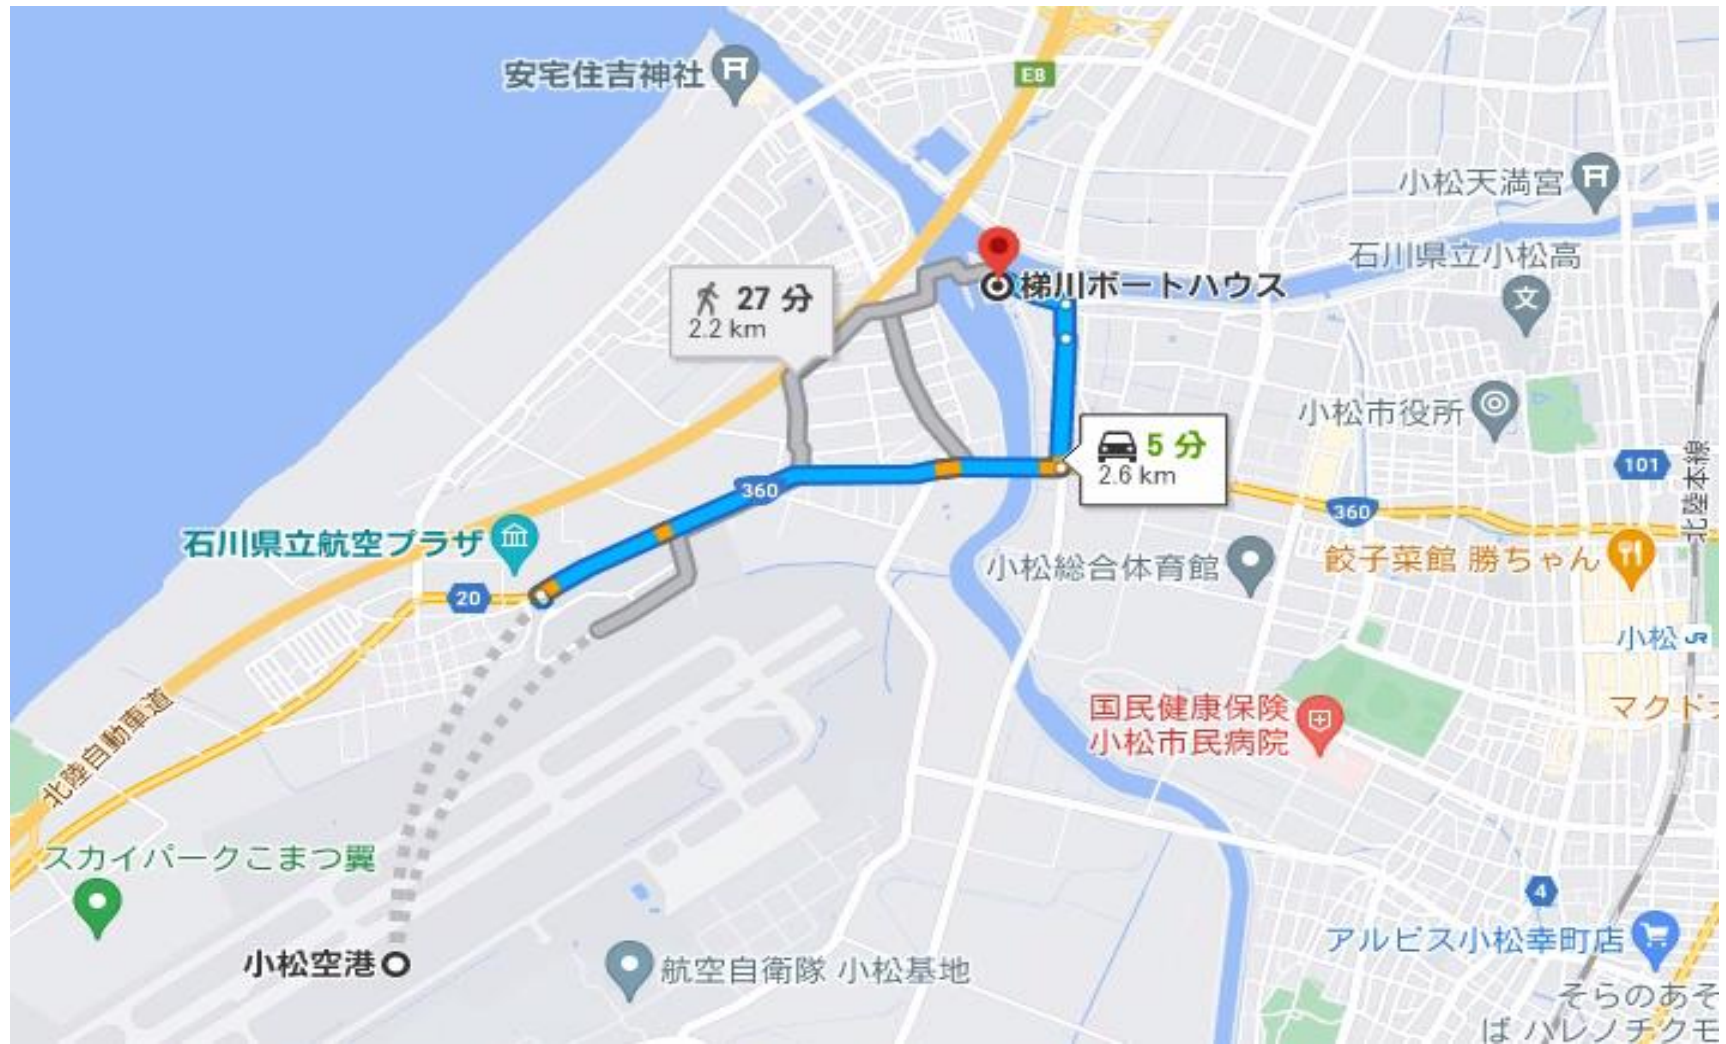 安宅住吉神社
E8
小松天満宮
石川県立小松高
梯川ボートハウス
27 分
2.2 km
小松市役所
5 分
2.6 km
101
北陸本線
360
360
石川県立航空プラザ
小松総合体育館
餃子菜館 勝ちゃん
20
小松 JR
国民健康保険
小松市民病院
マクド
北陸自動車道
スカイパークこまつ翼
4
アルビス小松幸町店
小松空港
航空自衛隊 小松基地
そらのあそ
ば ハレノチクモ